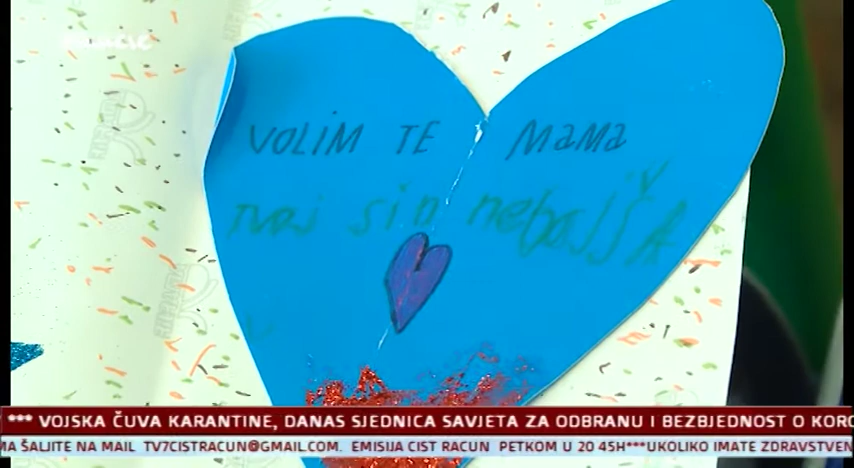 VOLIM TE MAMA
Tvoj sin nebojŠA
*** VOJSKA ČUVA KARANTINE, DANAS SJEDNICA SAVJETA ZA ODBRANU I BEZBJEDNOST O KORO
MA ŠALJITE NA MAIL TV7CISTRACUN@GMAIL.COM. EMISIJA CIST RACUN PETKOM U 20 45H***UKOLIKO IMATE ZDRAVSTVEN